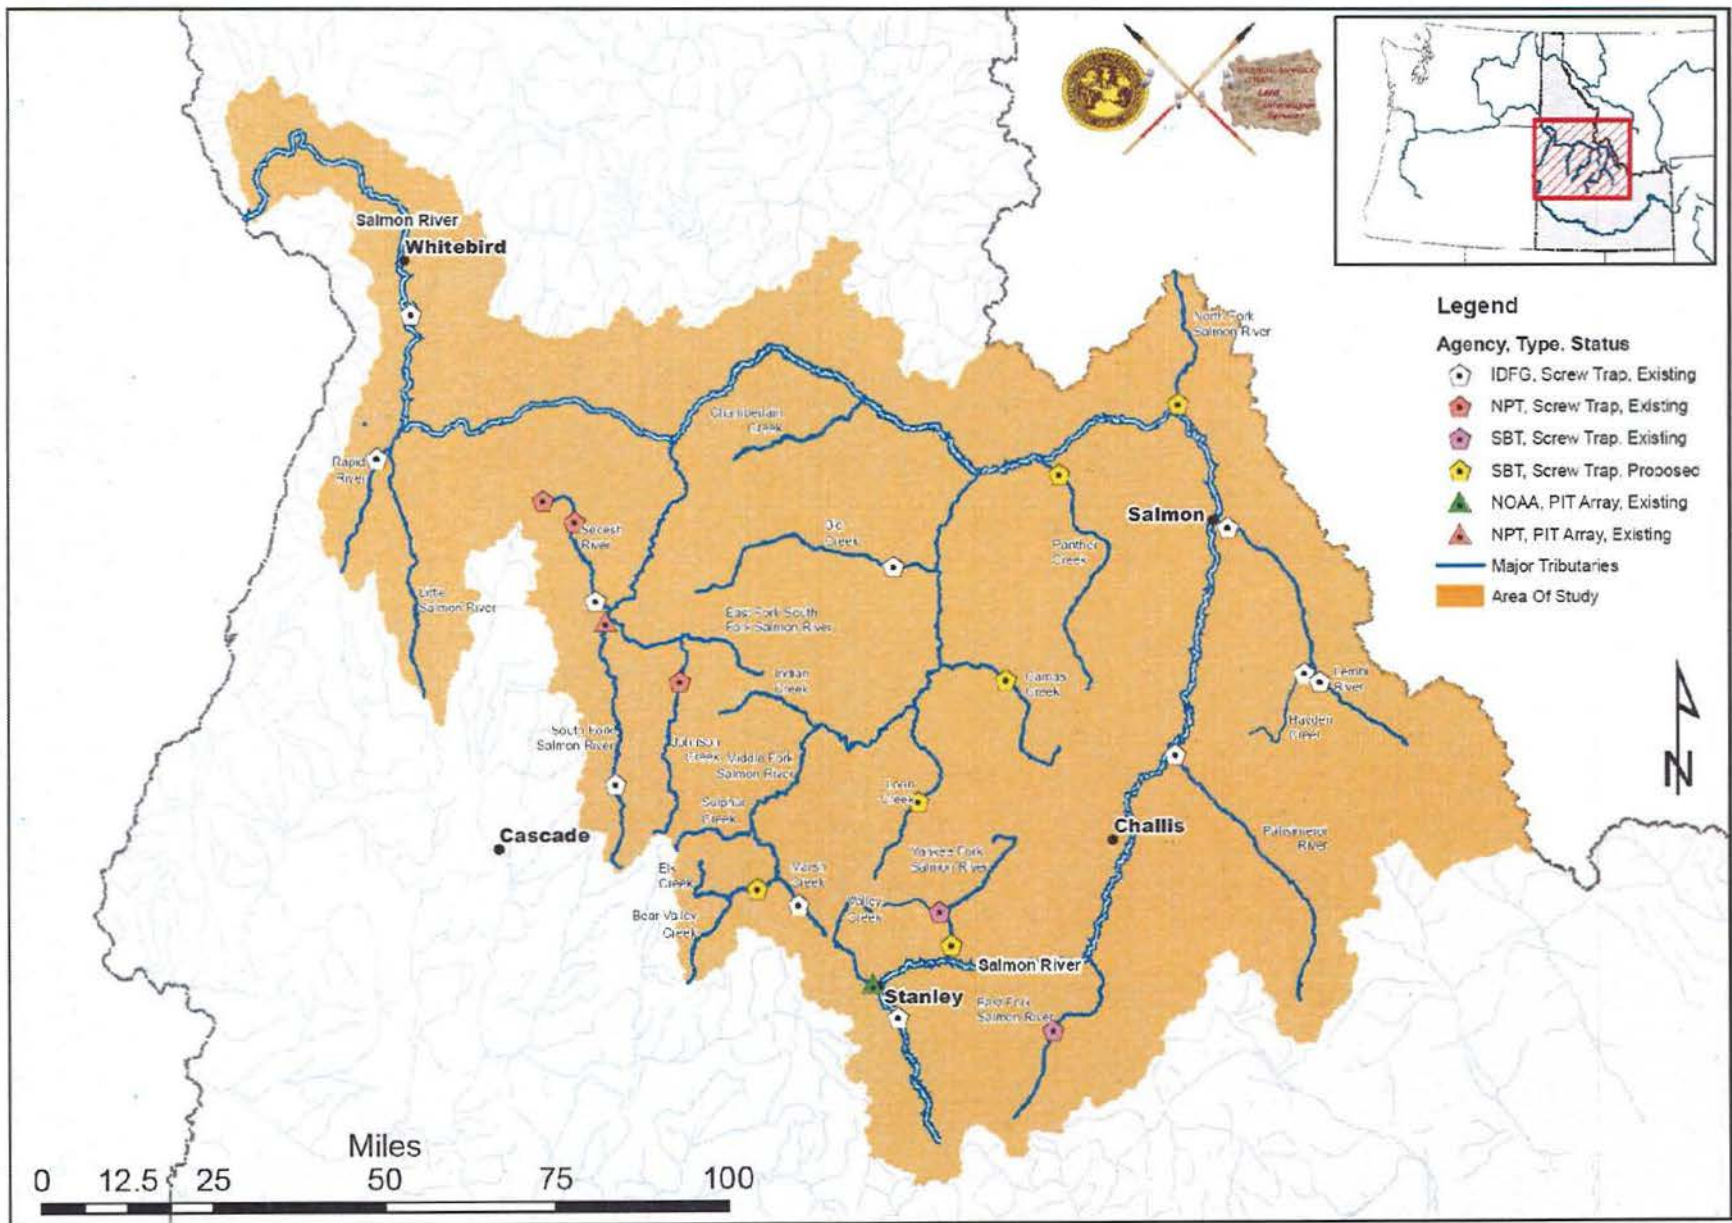 Salmon River
Whitebird
North Fork
Salmon River
Legend
Agency, Type, Status
IDFG, Screw Trap, Existing
NPT, Screw Trap, Existing
SBT, Screw Trap, Existing
SBT, Screw Trap, Proposed
NOAA, PIT Array, Existing
NPT, PIT Array, Existing
Major Tributaries
Area Of Study
Chamberlain
Creek
Rapid
River
Salmon
Secesh
River
Creek
Panther
Creek
Little
Salmon River
East Fork South
Fork Salmon River
Indian
Creek
Camas
Creek
Lemhi
River
Hayden
Creek
South Fork
Salmon River
Johnson
Creek
Middle Fork
Salmon River
Loon
Creek
Sulphur
Creek
Cascade
Challis
Pahsimeroi
River
Yankee Fork
Salmon River
Elk
Creek
Marsh
Creek
Valley
Creek
Bear Valley
Creek
Salmon River
Stanley
East Fork
Salmon River
N
Miles
0 12.5 25 50 75 100